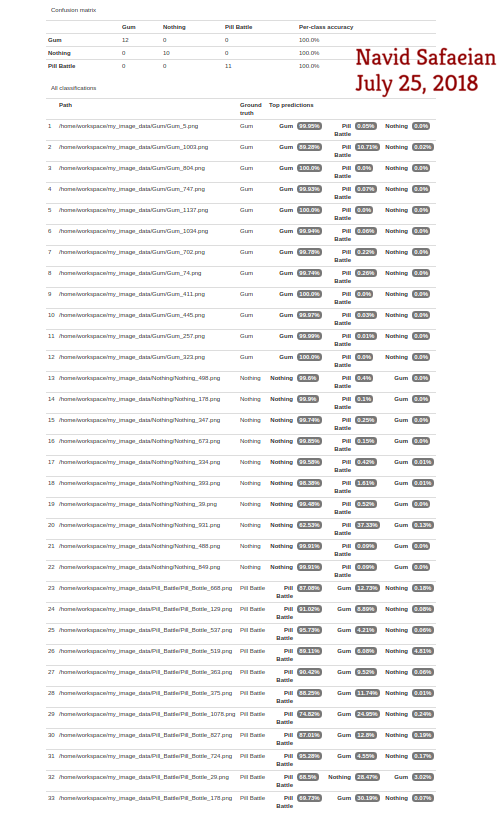 Confusion matrix
Gum Nothing Pill Battle Per-class accuracy
Gum 12 0 0 100.0%
Nothing 0 10 0 100.0%
Pill Battle 0 0 11 100.0%
Navid Safaeian
July 25, 2018
All classifications
Path Ground truth Top predictions
1 /home/workspace/my_image_data/Gum/Gum_5.png Gum Gum 99.95% Pill Battle 0.05% Nothing 0.0%
2 /home/workspace/my_image_data/Gum/Gum_1003.png Gum Gum 89.28% Pill Battle 10.71% Nothing 0.02%
3 /home/workspace/my_image_data/Gum/Gum_804.png Gum Gum 100.0% Pill Battle 0.0% Nothing 0.0%
4 /home/workspace/my_image_data/Gum/Gum_747.png Gum Gum 99.93% Pill Battle 0.07% Nothing 0.0%
5 /home/workspace/my_image_data/Gum/Gum_1137.png Gum Gum 100.0% Pill Battle 0.0% Nothing 0.0%
6 /home/workspace/my_image_data/Gum/Gum_1034.png Gum Gum 99.94% Pill Battle 0.06% Nothing 0.0%
7 /home/workspace/my_image_data/Gum/Gum_702.png Gum Gum 99.78% Pill Battle 0.22% Nothing 0.0%
8 /home/workspace/my_image_data/Gum/Gum_74.png Gum Gum 99.74% Pill Battle 0.26% Nothing 0.0%
9 /home/workspace/my_image_data/Gum/Gum_411.png Gum Gum 100.0% Pill Battle 0.0% Nothing 0.0%
10 /home/workspace/my_image_data/Gum/Gum_445.png Gum Gum 99.97% Pill Battle 0.03% Nothing 0.0%
11 /home/workspace/my_image_data/Gum/Gum_257.png Gum Gum 99.99% Pill Battle 0.01% Nothing 0.0%
12 /home/workspace/my_image_data/Gum/Gum_323.png Gum Gum 100.0% Pill Battle 0.0% Nothing 0.0%
13 /home/workspace/my_image_data/Nothing/Nothing_498.png Nothing Nothing 99.6% Pill Battle 0.4% Gum 0.0%
14 /home/workspace/my_image_data/Nothing/Nothing_178.png Nothing Nothing 99.9% Pill Battle 0.1% Gum 0.0%
15 /home/workspace/my_image_data/Nothing/Nothing_347.png Nothing Nothing 99.74% Pill Battle 0.25% Gum 0.0%
16 /home/workspace/my_image_data/Nothing/Nothing_673.png Nothing Nothing 99.85% Pill Battle 0.15% Gum 0.0%
17 /home/workspace/my_image_data/Nothing/Nothing_334.png Nothing Nothing 99.58% Pill Battle 0.42% Gum 0.01%
18 /home/workspace/my_image_data/Nothing/Nothing_393.png Nothing Nothing 98.38% Pill Battle 1.61% Gum 0.01%
19 /home/workspace/my_image_data/Nothing/Nothing_39.png Nothing Nothing 99.48% Pill Battle 0.52% Gum 0.0%
20 /home/workspace/my_image_data/Nothing/Nothing_931.png Nothing Nothing 62.53% Pill Battle 37.33% Gum 0.13%
21 /home/workspace/my_image_data/Nothing/Nothing_488.png Nothing Nothing 99.91% Pill Battle 0.09% Gum 0.0%
22 /home/workspace/my_image_data/Nothing/Nothing_849.png Nothing Nothing 99.91% Pill Battle 0.09% Gum 0.0%
23 /home/workspace/my_image_data/Pill_Battle/Pill_Bottle_668.png Pill Battle Pill Battle 87.08% Gum 12.73% Nothing 0.18%
24 /home/workspace/my_image_data/Pill_Battle/Pill_Bottle_129.png Pill Battle Pill Battle 91.02% Gum 8.89% Nothing 0.08%
25 /home/workspace/my_image_data/Pill_Battle/Pill_Bottle_537.png Pill Battle Pill Battle 95.73% Gum 4.21% Nothing 0.06%
26 /home/workspace/my_image_data/Pill_Battle/Pill_Bottle_519.png Pill Battle Pill Battle 89.11% Gum 6.08% Nothing 4.81%
27 /home/workspace/my_image_data/Pill_Battle/Pill_Bottle_363.png Pill Battle Pill Battle 90.42% Gum 9.52% Nothing 0.06%
28 /home/workspace/my_image_data/Pill_Battle/Pill_Bottle_375.png Pill Battle Pill Battle 88.25% Gum 11.74% Nothing 0.01%
29 /home/workspace/my_image_data/Pill_Battle/Pill_Bottle_1078.png Pill Battle Pill Battle 74.82% Gum 24.95% Nothing 0.24%
30 /home/workspace/my_image_data/Pill_Battle/Pill_Bottle_827.png Pill Battle Pill Battle 87.01% Gum 12.8% Nothing 0.19%
31 /home/workspace/my_image_data/Pill_Battle/Pill_Bottle_724.png Pill Battle Pill Battle 95.28% Gum 4.55% Nothing 0.17%
32 /home/workspace/my_image_data/Pill_Battle/Pill_Bottle_29.png Pill Battle Pill Battle 68.5% Nothing 28.47% Gum 3.02%
33 /home/workspace/my_image_data/Pill_Battle/Pill_Bottle_178.png Pill Battle Pill Battle 69.73% Gum 30.19% Nothing 0.07%